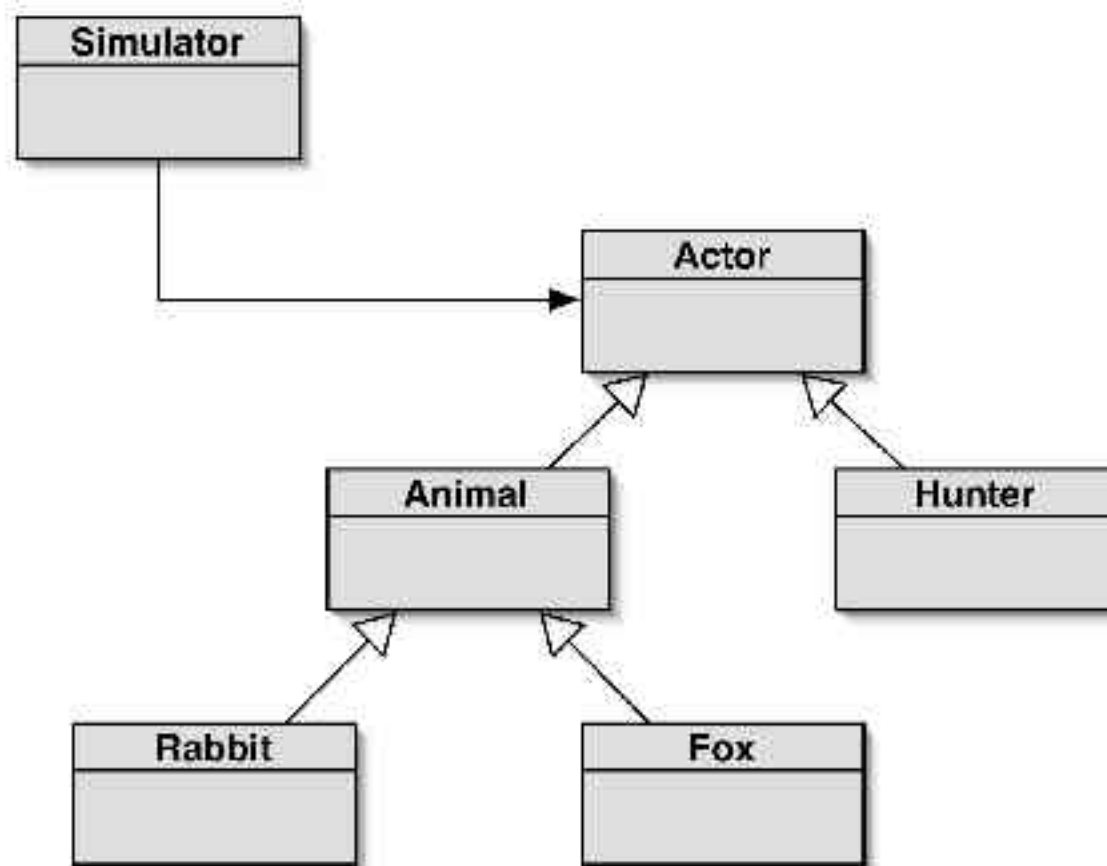 Simulator
Actor
Animal
Hunter
Rabbit
Fox